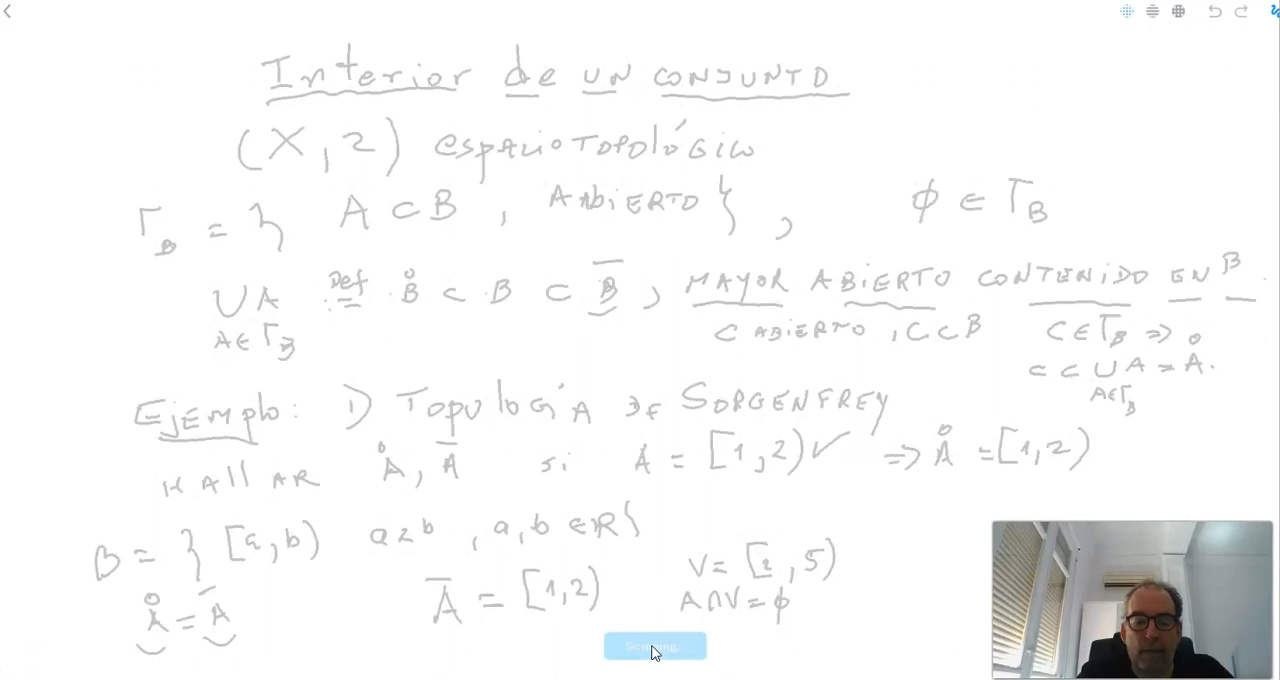 Interior de UN CONJUNTO
(X, τ) espacio TOPOLÓGICO
Γ_B = { A ⊂ B , A AbiERTO } , ϕ ∈ Γ_B
∪ A =^Def B̊ ⊂ B ⊂ B̅ , MAYOR ABiERTO CONTENIDO EN B
A∈Γ_B C ABiERTO , C ⊂ B C∈Γ_B ⇒
C ⊂ ∪ A = Å.
A∈Γ_B
Ejemplo: 1) TOPOLOGÍA DE SORGENFREY
HAllAR Å, A̅ si A = [1,2) ✓ ⇒ Å = [1,2)
B = { [a,b) a<b , a,b ∈ R }
V = [2,5)
Å = A̅ A̅ = [1,2) A∩V = ϕ